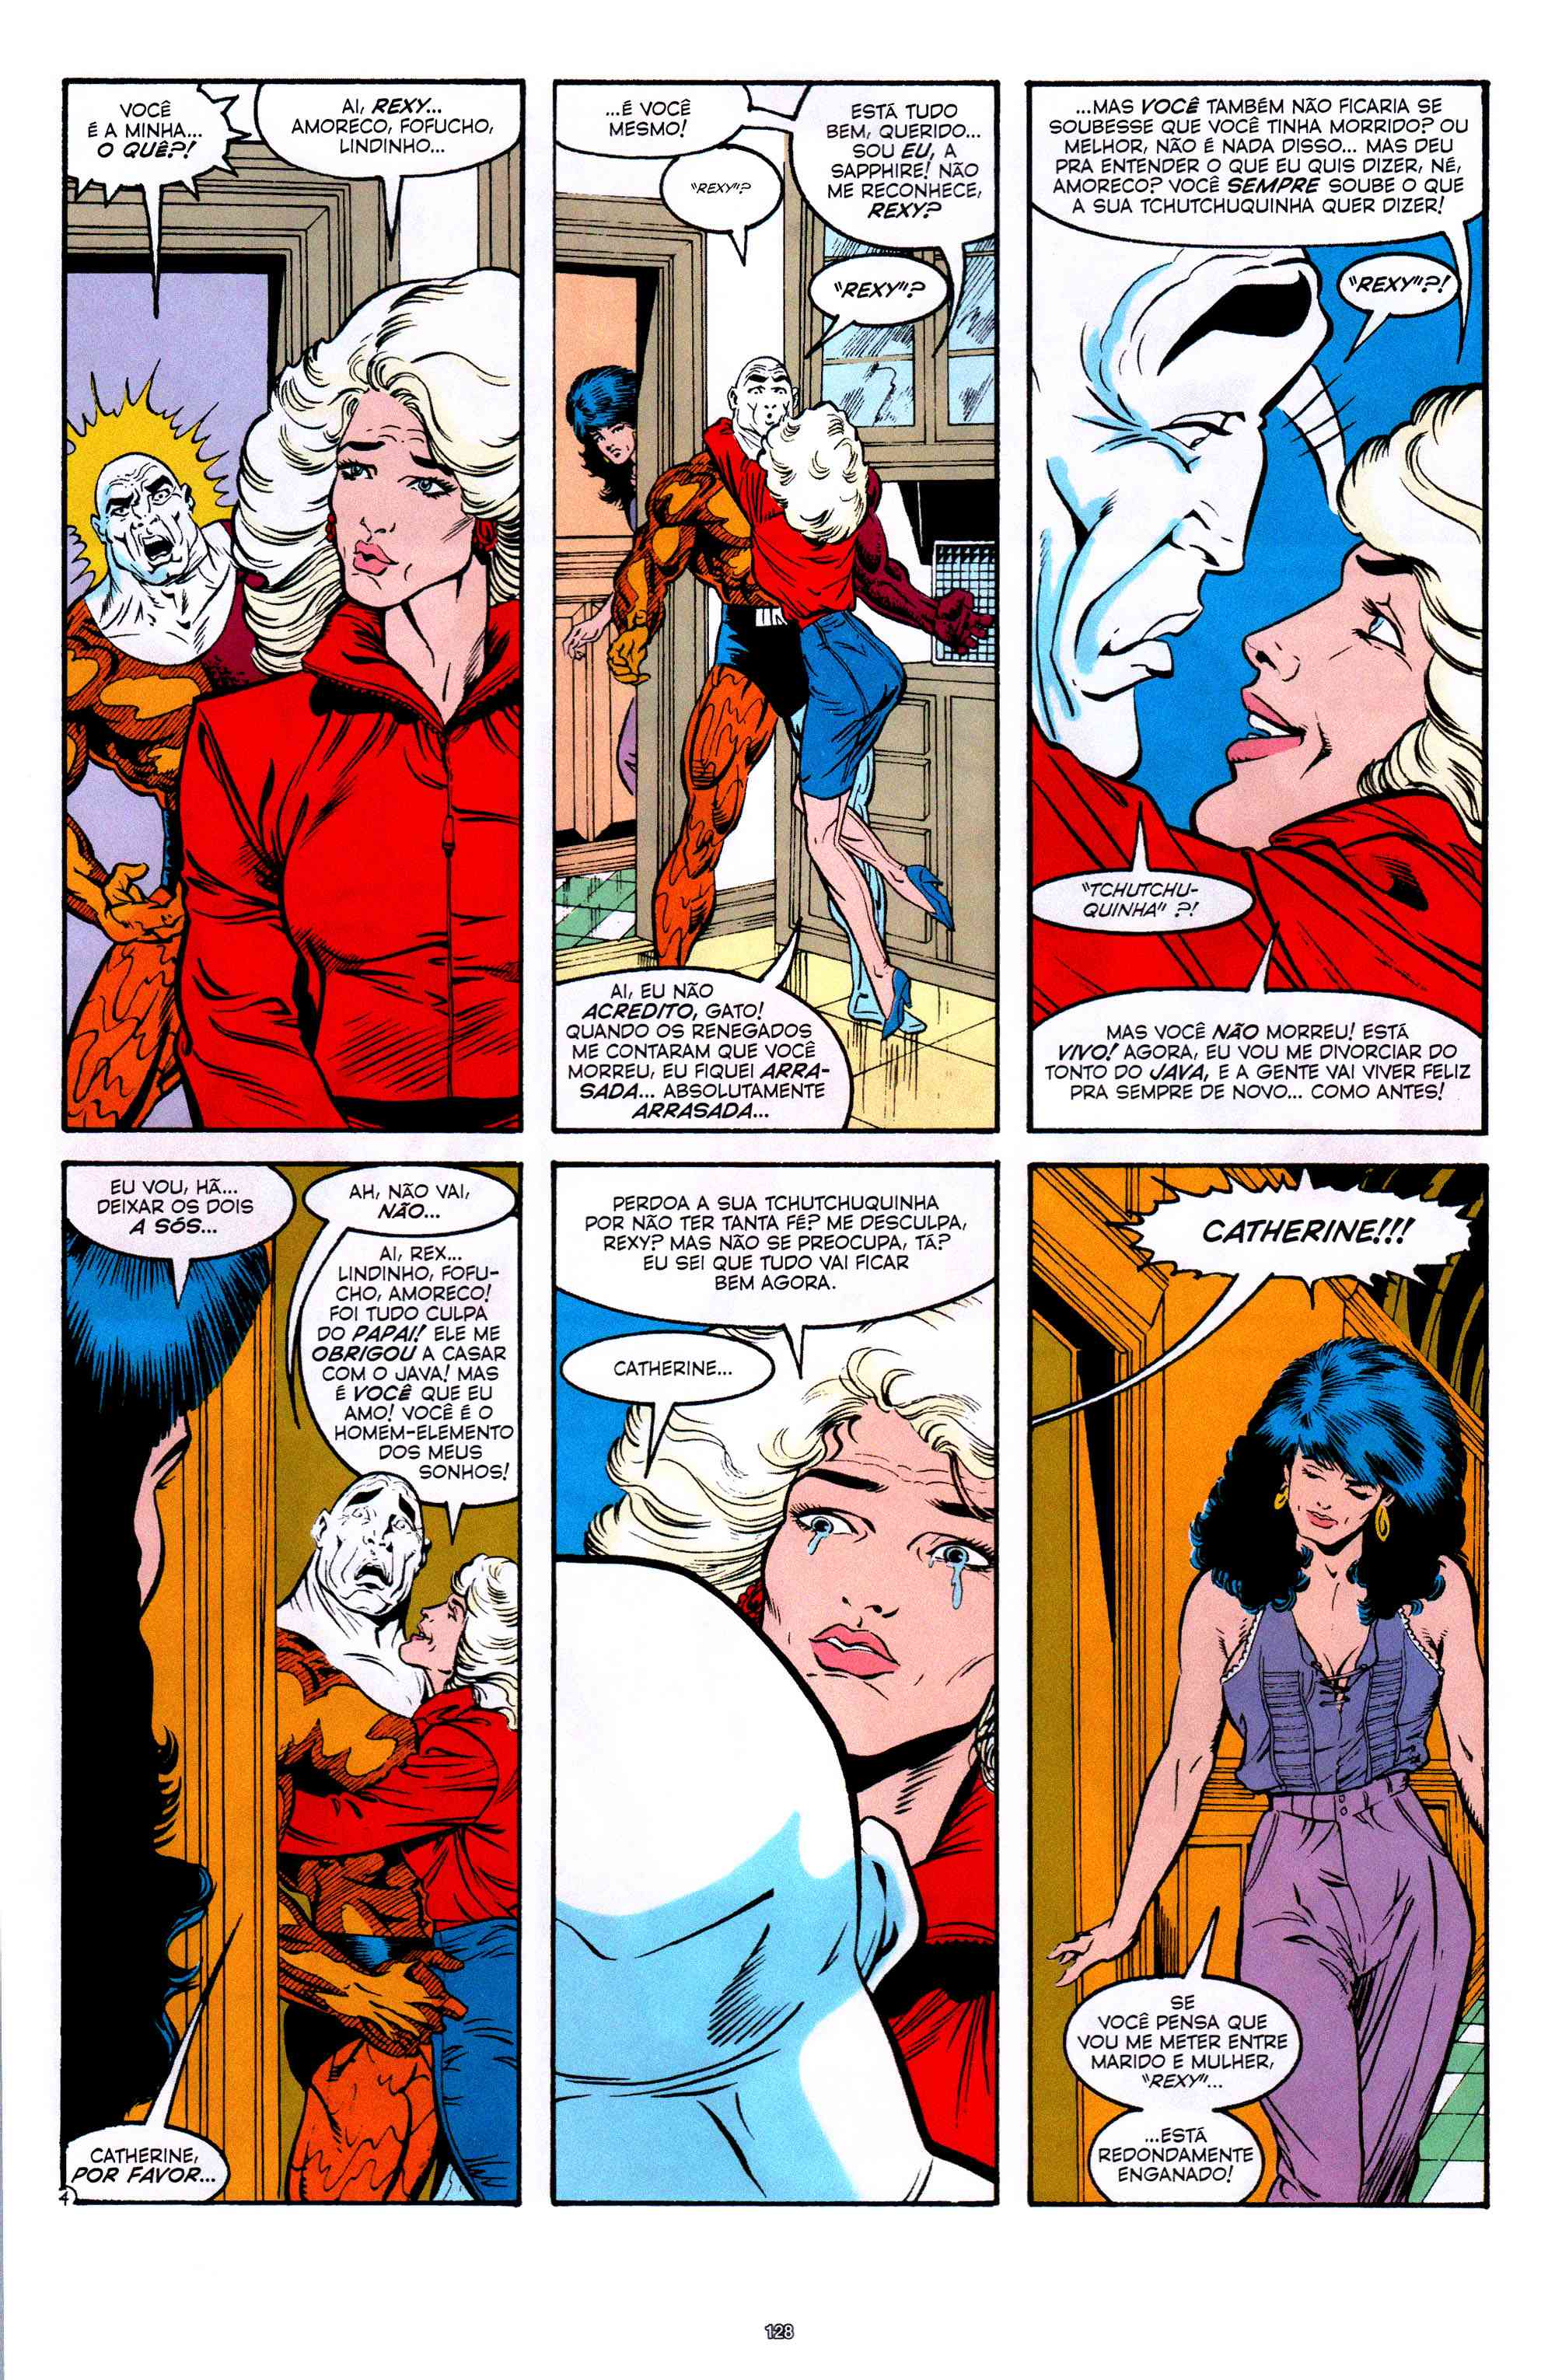 VOCÊ
É A MINHA...
O QUÊ?!
AI, REXY...
AMORECO, FOFUCHO,
LINDINHO...
...É VOCÊ
MESMO!
"REXY"?
ESTÁ TUDO
BEM, QUERIDO...
SOU EU, A
SAPPHIRE! NÃO
ME RECONHECE,
REXY?
"REXY"?
AI, EU NÃO
ACREDITO, GATO!
QUANDO OS RENEGADOS
ME CONTARAM QUE VOCÊ
MORREU, EU FIQUEI ARRA-
SADA... ABSOLUTAMENTE
ARRASADA...
...MAS VOCÊ TAMBÉM NÃO FICARIA SE
SOUBESSE QUE VOCÊ TINHA MORRIDO? OU
MELHOR, NÃO É NADA DISSO... MAS DEU
PRA ENTENDER O QUE EU QUIS DIZER, NÉ,
AMORECO? VOCÊ SEMPRE SOUBE O QUE
A SUA TCHUTCHUQUINHA QUER DIZER!
"REXY"?!
"TCHUTCHU-
QUINHA" ?!
MAS VOCÊ NÃO MORREU! ESTÁ
VIVO! AGORA, EU VOU ME DIVORCIAR DO
TONTO DO JAVA, E A GENTE VAI VIVER FELIZ
PRA SEMPRE DE NOVO... COMO ANTES!
EU VOU, HÃ...
DEIXAR OS DOIS
A SÓS...
AH, NÃO VAI,
NÃO...
AI, REX...
LINDINHO, FOFU-
CHO, AMORECO!
FOI TUDO CULPA
DO PAPAI! ELE ME
OBRIGOU A CASAR
COM O JAVA! MAS
É VOCÊ QUE EU
AMO! VOCÊ É O
HOMEM-ELEMENTO
DOS MEUS
SONHOS!
CATHERINE,
POR FAVOR...
4
PERDOA A SUA TCHUTCHUQUINHA
POR NÃO TER TANTA FÉ? ME DESCULPA,
REXY? MAS NÃO SE PREOCUPA, TÁ?
EU SEI QUE TUDO VAI FICAR
BEM AGORA.
CATHERINE...
CATHERINE!!!
SE
VOCÊ PENSA QUE
VOU ME METER ENTRE
MARIDO E MULHER,
"REXY"...
...ESTÁ
REDONDAMENTE
ENGANADO!
128